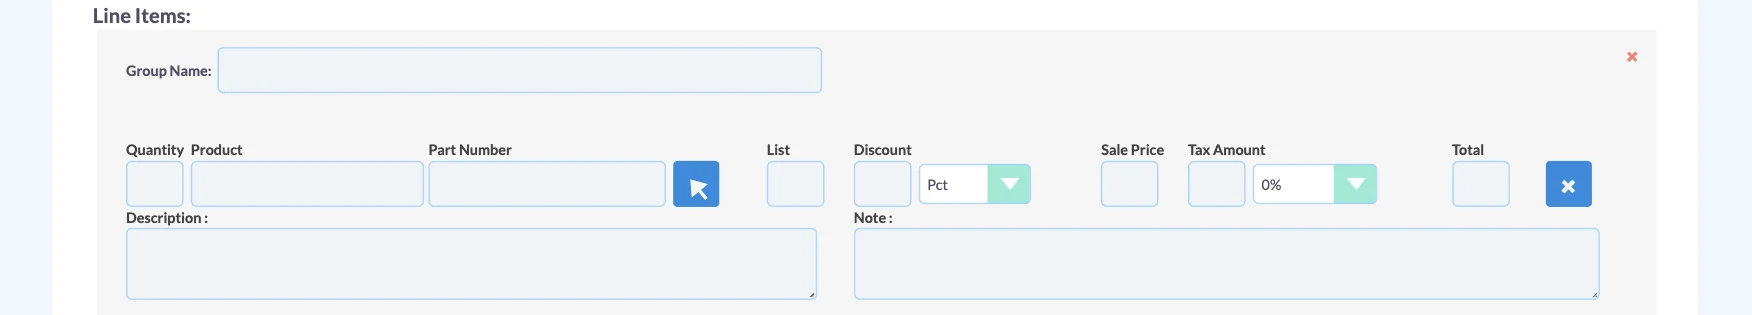 Line Items:
Group Name:
Quantity Product Part Number List Discount Sale Price Tax Amount Total
Pct 0%
Description : Note :